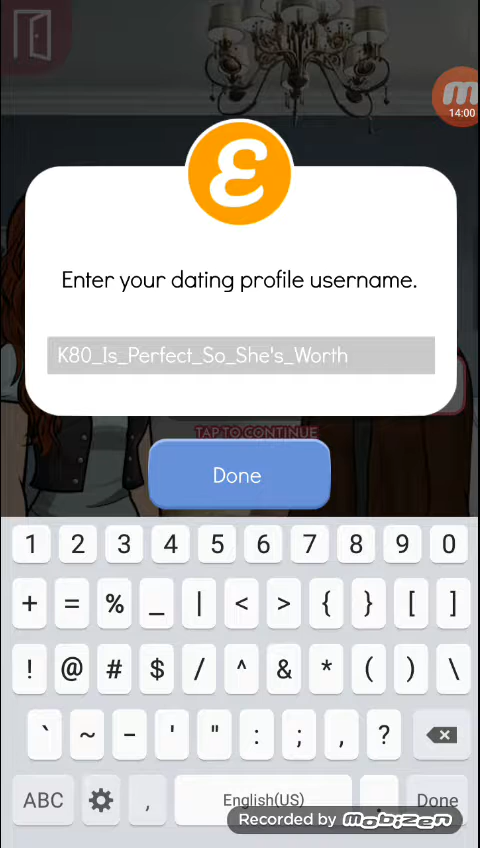 14:00
Ɛ
Enter your dating profile username.
K80_Is_Perfect_So_She's_Worth
TAP TO CONTINUE
Done
1 2 3 4 5 6 7 8 9 0
+ = % _ | < > { } [ ]
! @ # $ / ^ & * ( ) \
` ~ - ' " : ; , ?
ABC , English(US) . Done
Recorded by mobizen